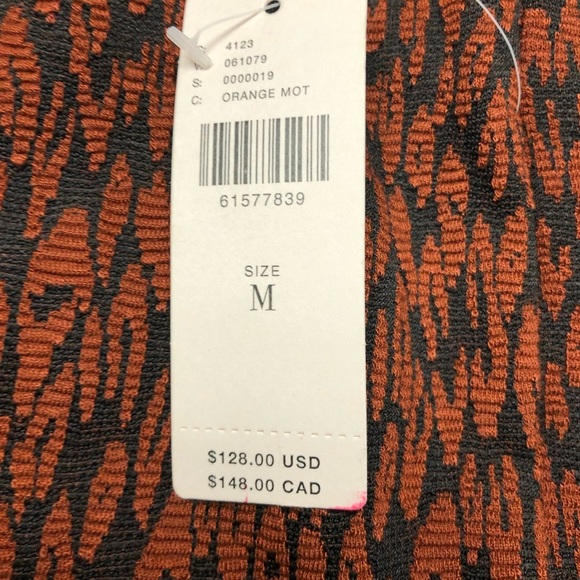 4123
061079
S: 0000019
C: ORANGE MOT
61577839
SIZE
M
$128.00 USD
$148.00 CAD